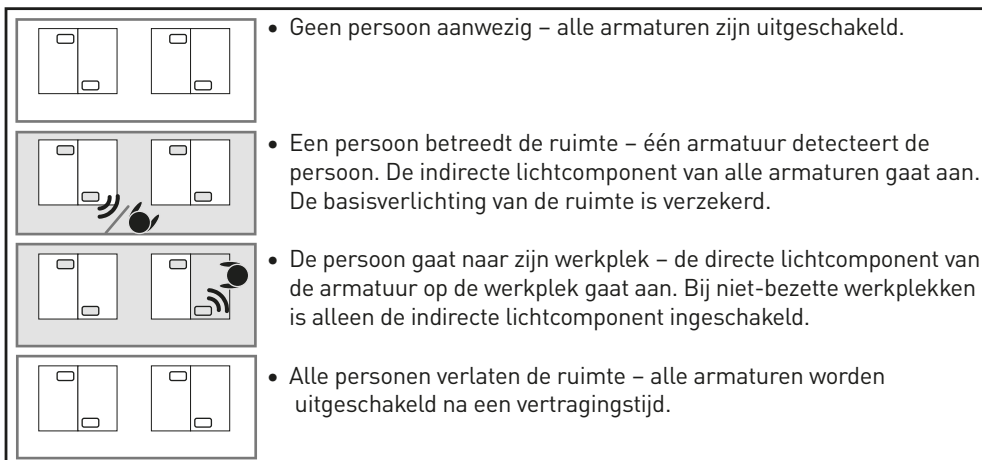 • Geen persoon aanwezig – alle armaturen zijn uitgeschakeld.
• Een persoon betreedt de ruimte – één armatuur detecteert de
persoon. De indirecte lichtcomponent van alle armaturen gaat aan.
De basisverlichting van de ruimte is verzekerd.
• De persoon gaat naar zijn werkplek – de directe lichtcomponent van
de armatuur op de werkplek gaat aan. Bij niet-bezette werkplekken
is alleen de indirecte lichtcomponent ingeschakeld.
• Alle personen verlaten de ruimte – alle armaturen worden
uitgeschakeld na een vertragingstijd.